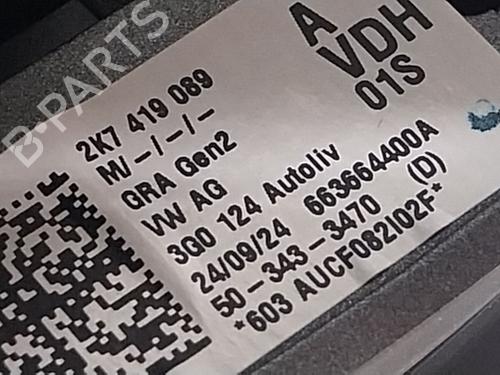 A
VDH
01S
2K7 419 089
M/-/-/-
GRA Gen2
VW AG
3G0 124 Autoliv
24/09/24 663664400A
50-343-3470 (D)
*603 AUCF082I02F*
B-PARTS